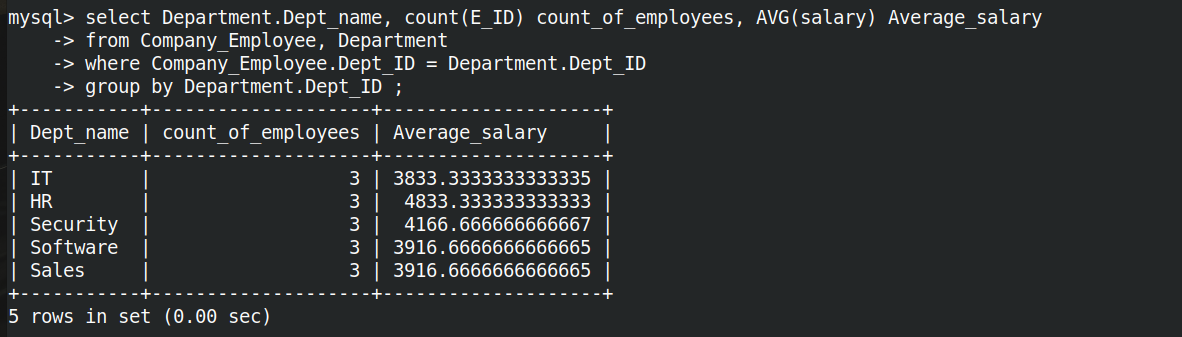 mysql> select Department.Dept_name, count(E_ID) count_of_employees, AVG(salary) Average_salary
    -> from Company_Employee, Department
    -> where Company_Employee.Dept_ID = Department.Dept_ID
    -> group by Department.Dept_ID ;
+-----------+--------------------+--------------------+
| Dept_name | count_of_employees | Average_salary     |
+-----------+--------------------+--------------------+
| IT        |                  3 | 3833.3333333333335 |
| HR        |                  3 |  4833.333333333333 |
| Security  |                  3 |  4166.666666666667 |
| Software  |                  3 | 3916.6666666666665 |
| Sales     |                  3 | 3916.6666666666665 |
+-----------+--------------------+--------------------+
5 rows in set (0.00 sec)